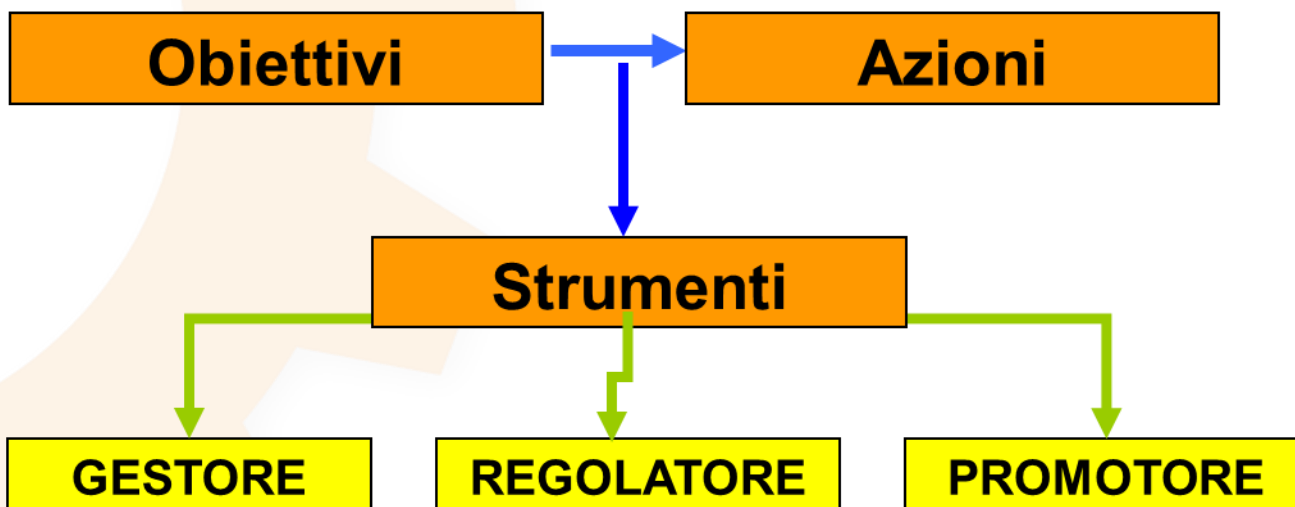 Obiettivi
Azioni
Strumenti
GESTORE
REGOLATORE
PROMOTORE